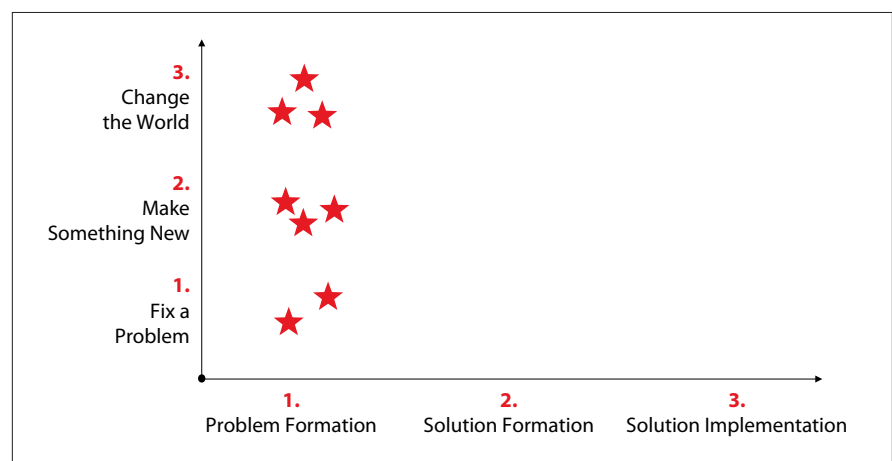 3.
Change
the World
2.
Make
Something New
1.
Fix a
Problem
1.
Problem Formation
2.
Solution Formation
3.
Solution Implementation